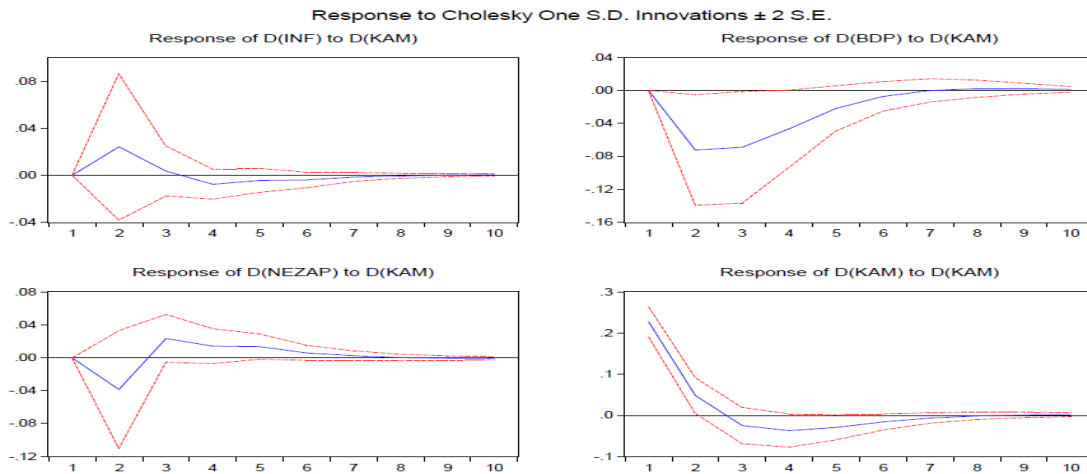 Response to Cholesky One S.D. Innovations ± 2 S.E.
Response of D(INF) to D(KAM)
.08
.04
.00
-.04
1 2 3 4 5 6 7 8 9 10
Response of D(BDP) to D(KAM)
.04
.00
-.04
-.08
-.12
-.16
1 2 3 4 5 6 7 8 9 10
Response of D(NEZAP) to D(KAM)
.08
.04
.00
-.04
-.08
-.12
1 2 3 4 5 6 7 8 9 10
Response of D(KAM) to D(KAM)
.3
.2
.1
.0
-.1
1 2 3 4 5 6 7 8 9 10